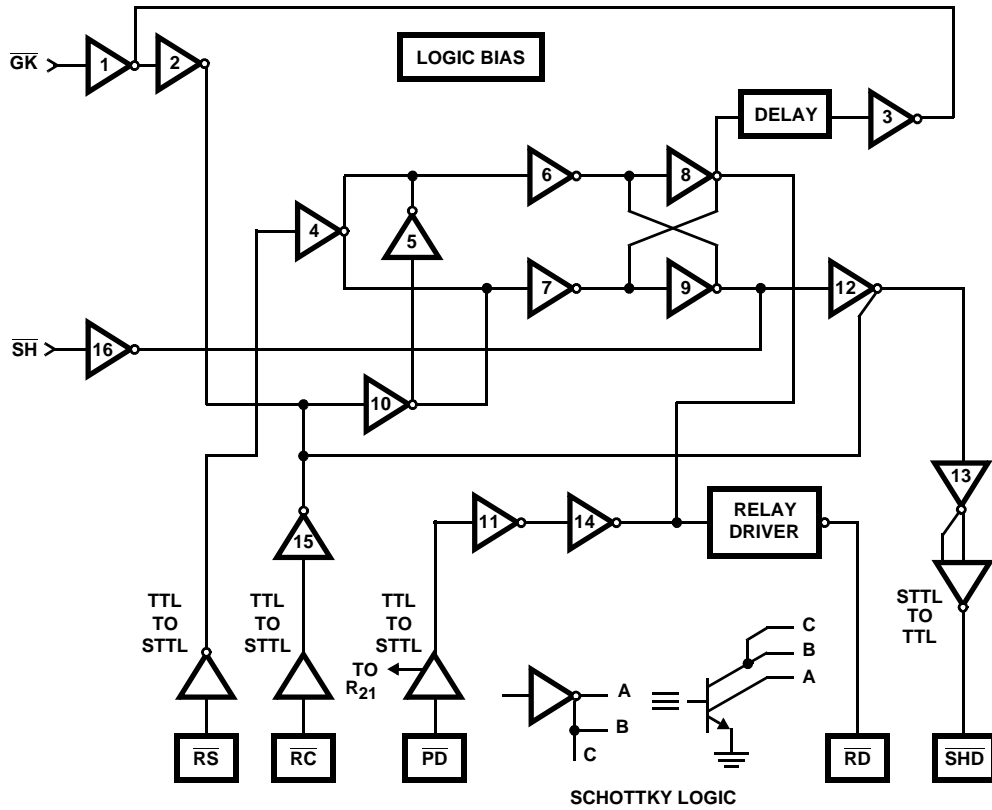 LOGIC BIAS
GK
1
2
DELAY
3
6
8
4
5
7
9
12
SH
16
10
13
11
14
RELAY
DRIVER
15
TTL
TO
STTL
TTL
TO
STTL
TTL
TO
STTL
TO
R21
STTL
TO
TTL
A
B
C
C
B
A
RS
RC
PD
RD
SHD
SCHOTTKY LOGIC